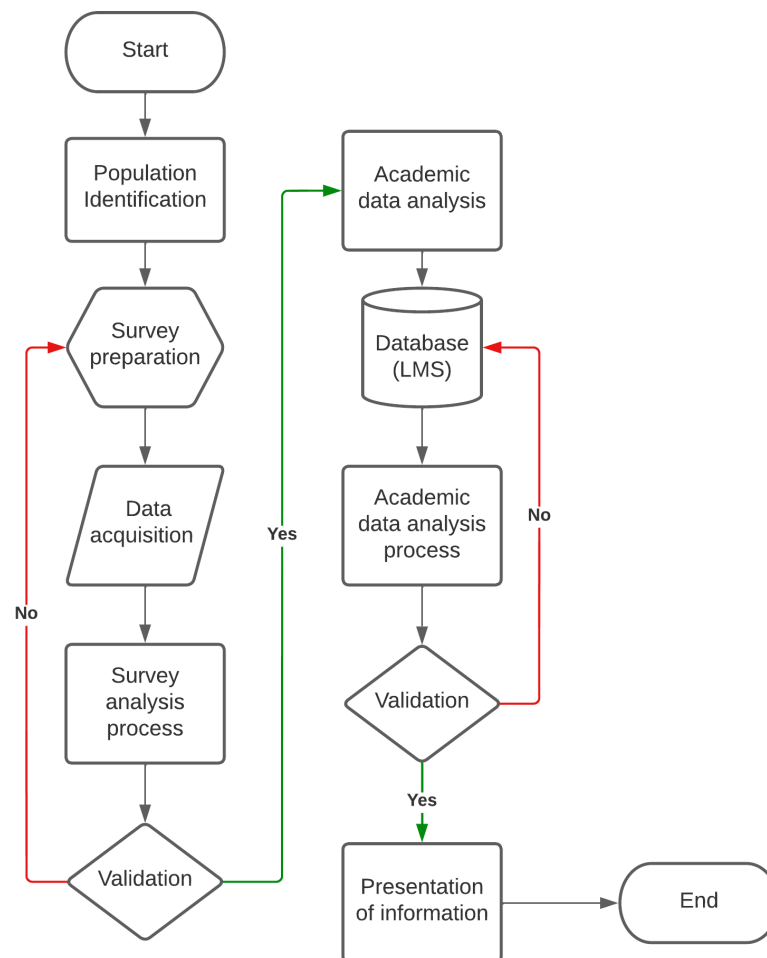 Start
Population
Identification
Survey
preparation
Data
acquisition
No
Survey
analysis
process
Validation
Yes
Academic
data analysis
Database
(LMS)
Academic
data analysis
process
No
Validation
Yes
Presentation
of information
End